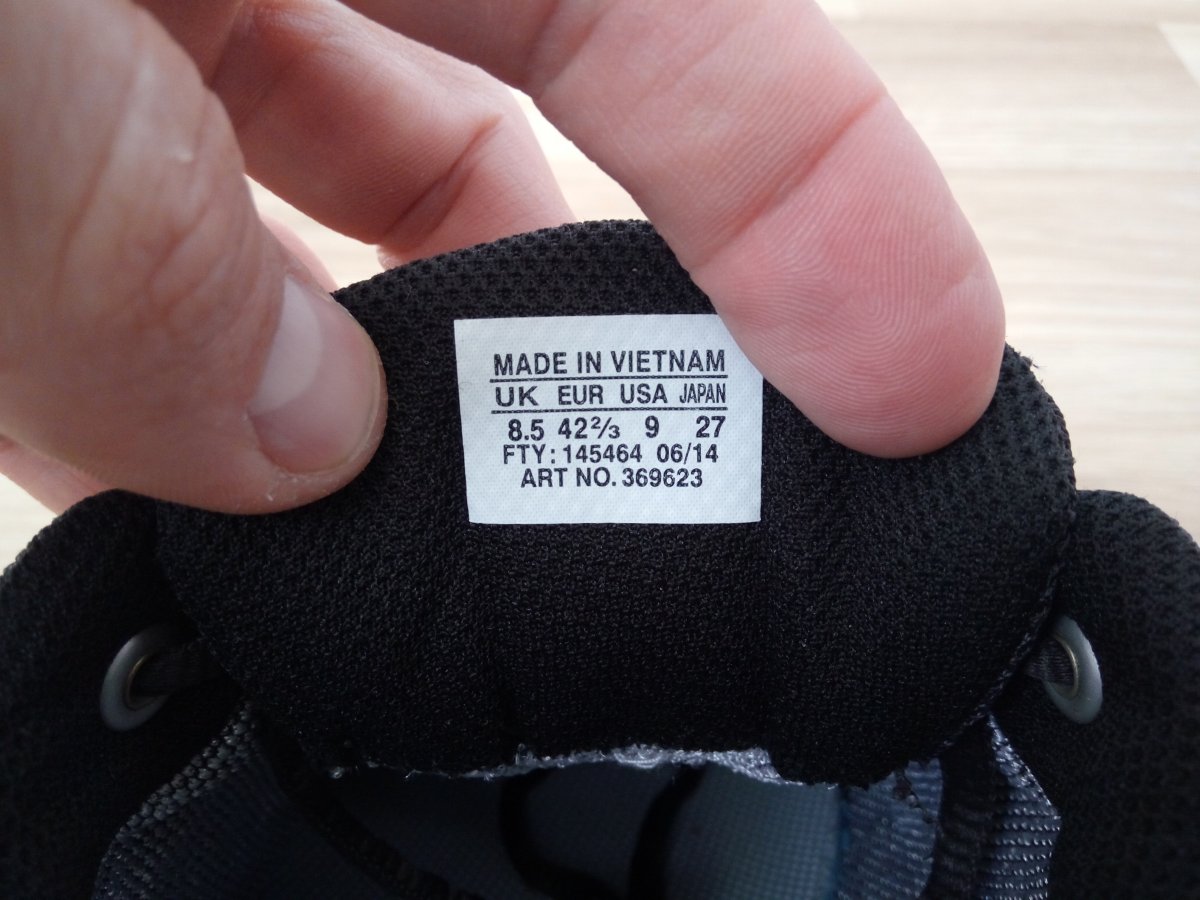 MADE IN VIETNAM
UK EUR USA JAPAN
8.5 42⅔ 9 27
FTY: 145464 06/14
ART NO. 369623